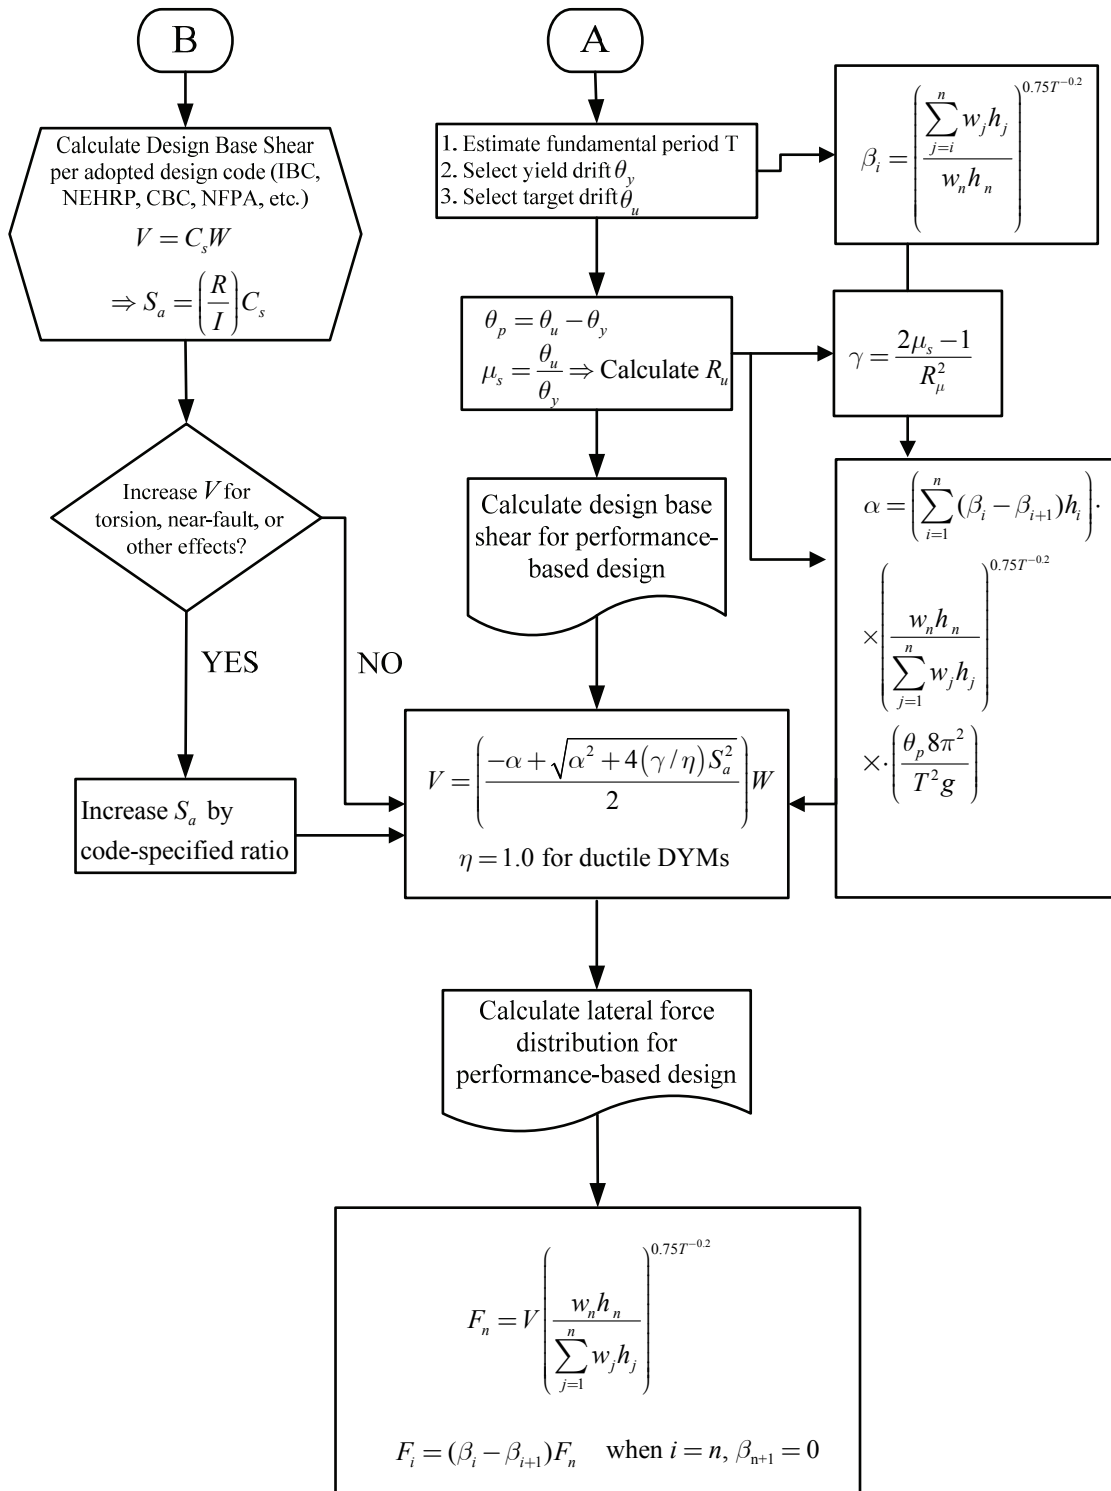 B
Calculate Design Base Shear
per adopted design code (IBC,
NEHRP, CBC, NFPA, etc.)
V = C_s W
⇒ S_a = (R/I) C_s
Increase V for
torsion, near-fault, or
other effects?
YES
NO
Increase S_a by
code-specified ratio
A
1. Estimate fundamental period T
2. Select yield drift θ_y
3. Select target drift θ_u
β_i = (∑_{j=i}^{n} w_j h_j / w_n h_n)^{0.75T^{-0.2}}
θ_p = θ_u − θ_y
μ_s = θ_u/θ_y ⇒ Calculate R_u
γ = (2μ_s − 1)/R_μ^2
Calculate design base
shear for performance-
based design
α = (∑_{i=1}^{n} (β_i − β_{i+1})h_i) ·
× (w_n h_n / ∑_{j=1}^{n} w_j h_j)^{0.75T^{-0.2}}
× · (θ_p 8π^2 / T^2 g)
V = ((−α + √(α^2 + 4(γ/η)S_a^2)) / 2) W
η = 1.0 for ductile DYMs
Calculate lateral force
distribution for
performance-based design
F_n = V (w_n h_n / ∑_{j=1}^{n} w_j h_j)^{0.75T^{-0.2}}
F_i = (β_i − β_{i+1})F_n when i = n, β_{n+1} = 0